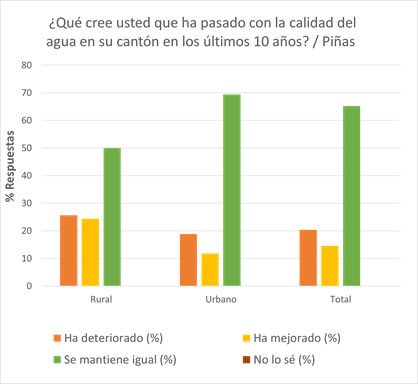 ¿Qué cree usted que ha pasado con la calidad del
agua en su cantón en los últimos 10 años? / Piñas
80
70
60
50
40
30
20
10
0
% Respuestas
Rural
Urbano
Total
Ha deteriorado (%)
Ha mejorado (%)
Se mantiene igual (%)
No lo sé (%)